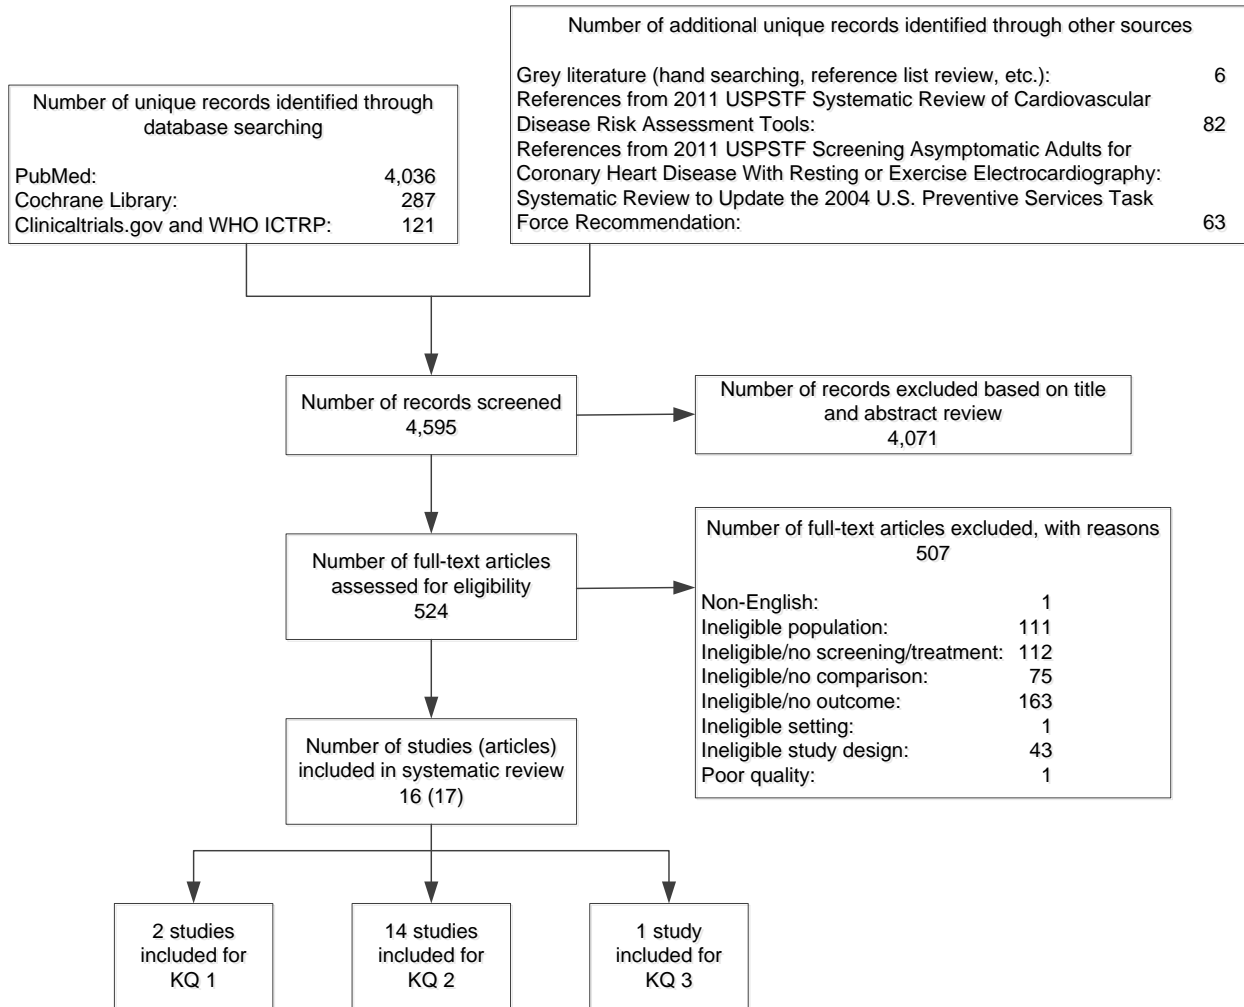 Number of unique records identified through
database searching
PubMed: 4,036
Cochrane Library: 287
Clinicaltrials.gov and WHO ICTRP: 121
Number of additional unique records identified through other sources
Grey literature (hand searching, reference list review, etc.): 6
References from 2011 USPSTF Systematic Review of Cardiovascular
Disease Risk Assessment Tools: 82
References from 2011 USPSTF Screening Asymptomatic Adults for
Coronary Heart Disease With Resting or Exercise Electrocardiography:
Systematic Review to Update the 2004 U.S. Preventive Services Task
Force Recommendation: 63
Number of records screened
4,595
Number of records excluded based on title
and abstract review
4,071
Number of full-text articles
assessed for eligibility
524
Number of full-text articles excluded, with reasons
507
Non-English: 1
Ineligible population: 111
Ineligible/no screening/treatment: 112
Ineligible/no comparison: 75
Ineligible/no outcome: 163
Ineligible setting: 1
Ineligible study design: 43
Poor quality: 1
Number of studies (articles)
included in systematic review
16 (17)
2 studies
included for
KQ 1
14 studies
included for
KQ 2
1 study
included for
KQ 3